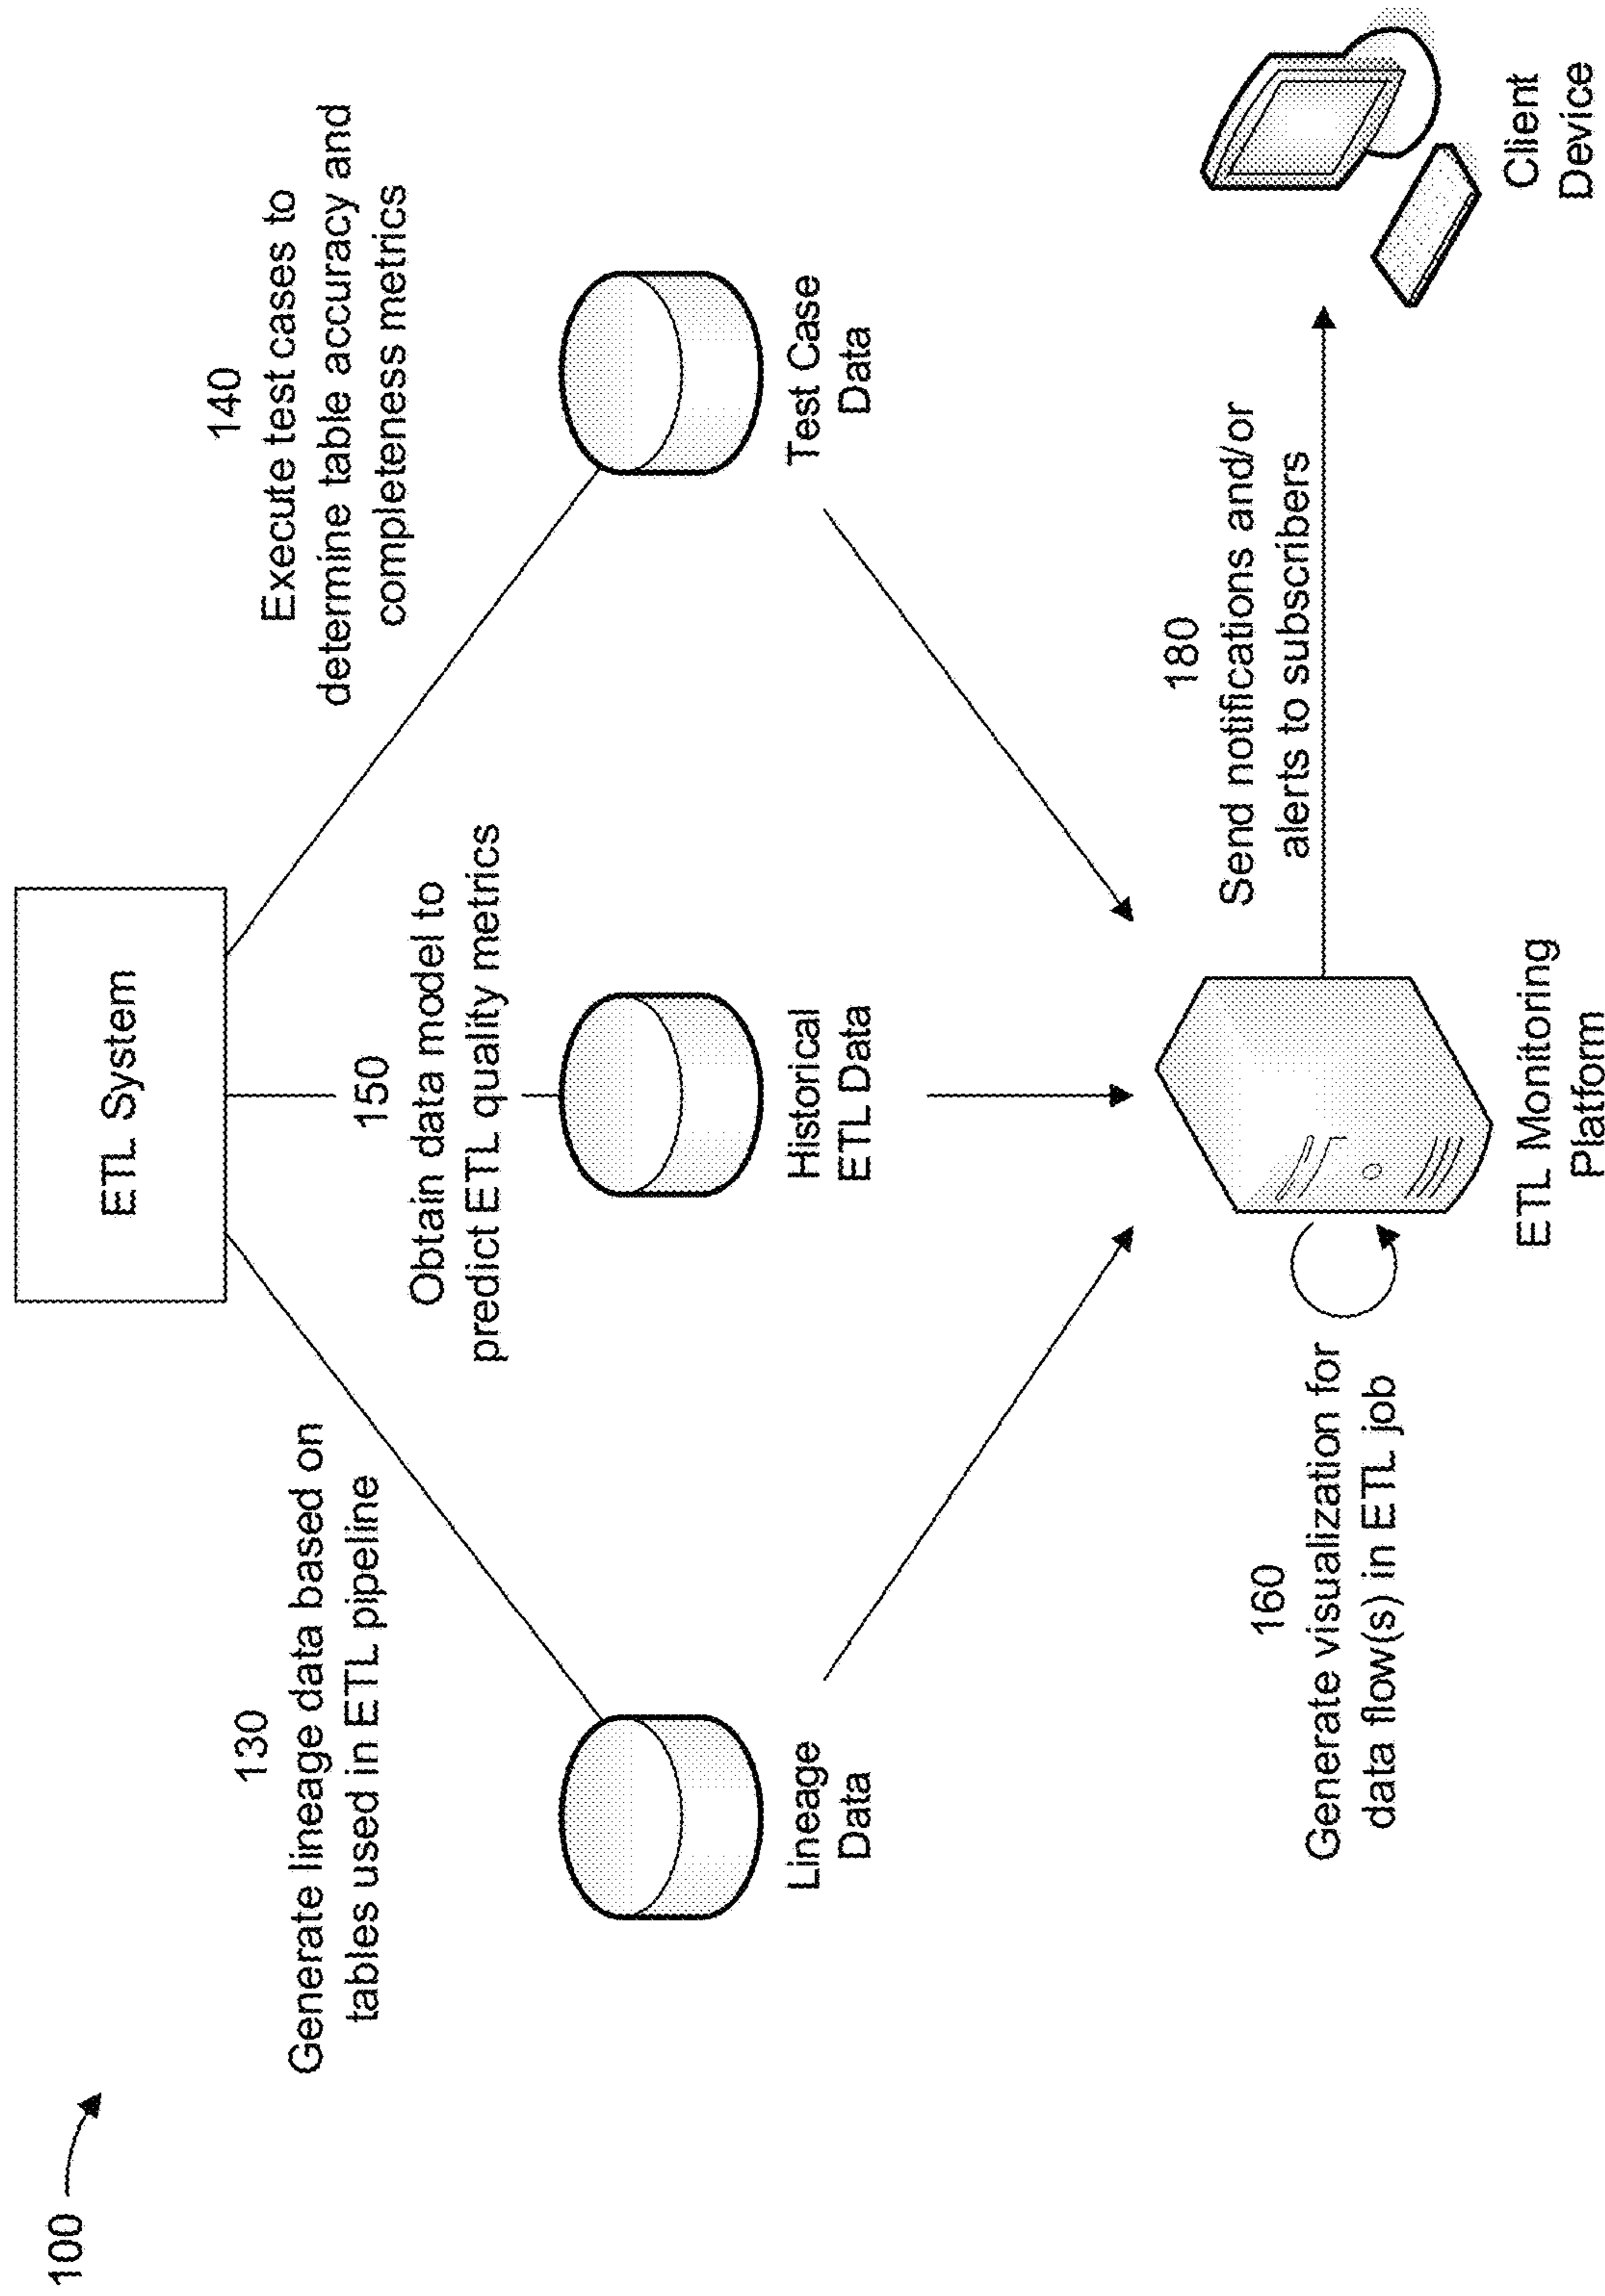 100
ETL System
130
Generate lineage data based on
tables used in ETL pipeline
150
Obtain data model to
predict ETL quality metrics
140
Execute test cases to
determine table accuracy and
completeness metrics
Lineage
Data
Historical
ETL Data
Test Case
Data
160
Generate visualization for
data flow(s) in ETL job
ETL Monitoring
Platform
180
Send notifications and/or
alerts to subscribers
Client
Device